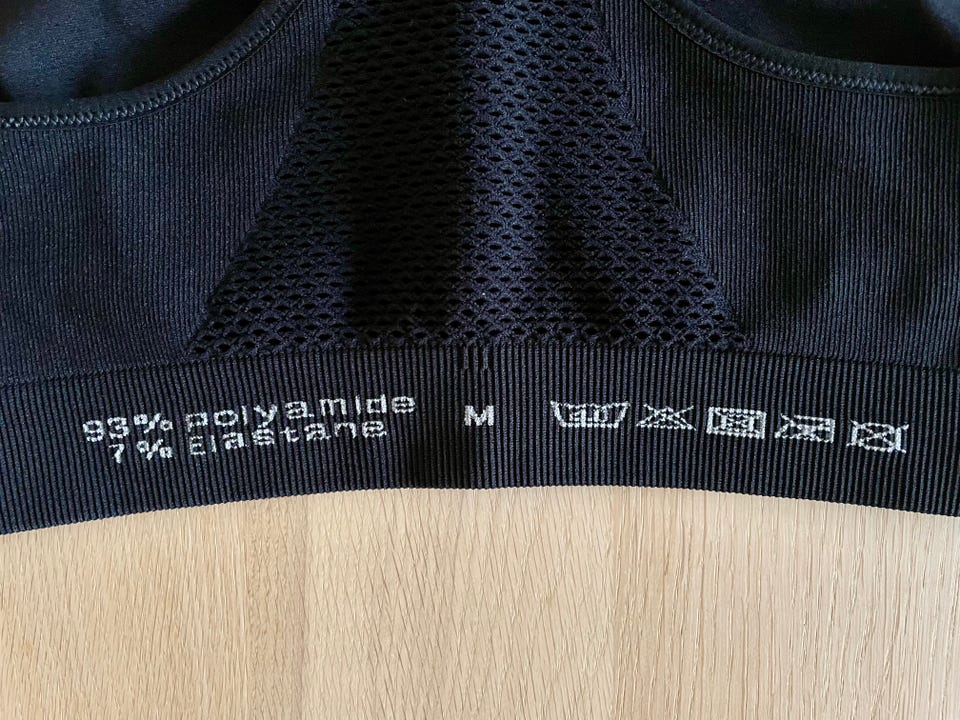 93% polyamide
7% Elastane
M